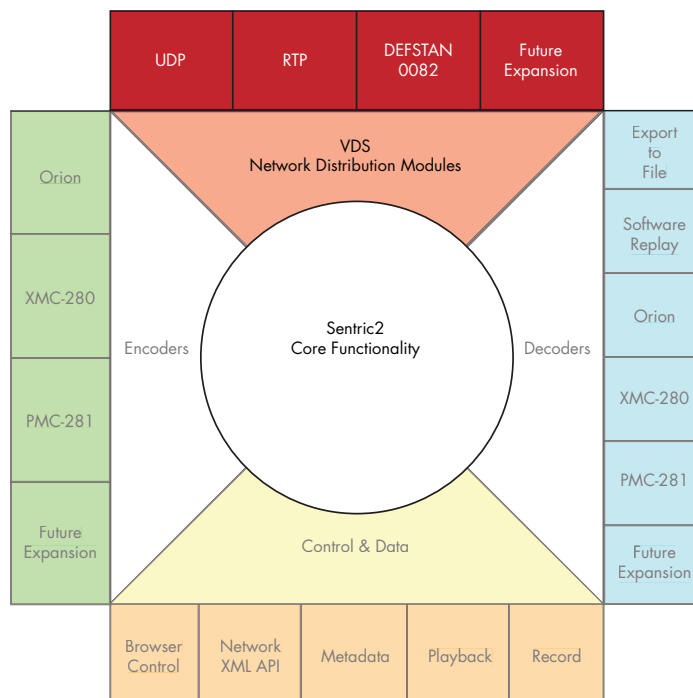 UDP
RTP
DEFSTAN
0082
Future
Expansion
VDS
Network Distribution Modules
Orion
XMC-280
PMC-281
Future
Expansion
Encoders
Sentric2
Core Functionality
Decoders
Export
to
File
Software
Replay
Orion
XMC-280
PMC-281
Future
Expansion
Control & Data
Browser
Control
Network
XML API
Metadata
Playback
Record